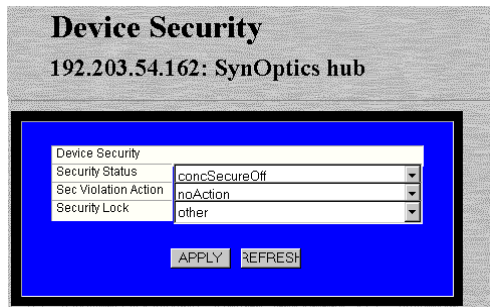 Device Security
192.203.54.162: SynOptics hub
Device Security
Security Status concSecureOff
Sec Violation Action noAction
Security Lock other
APPLY REFRESH